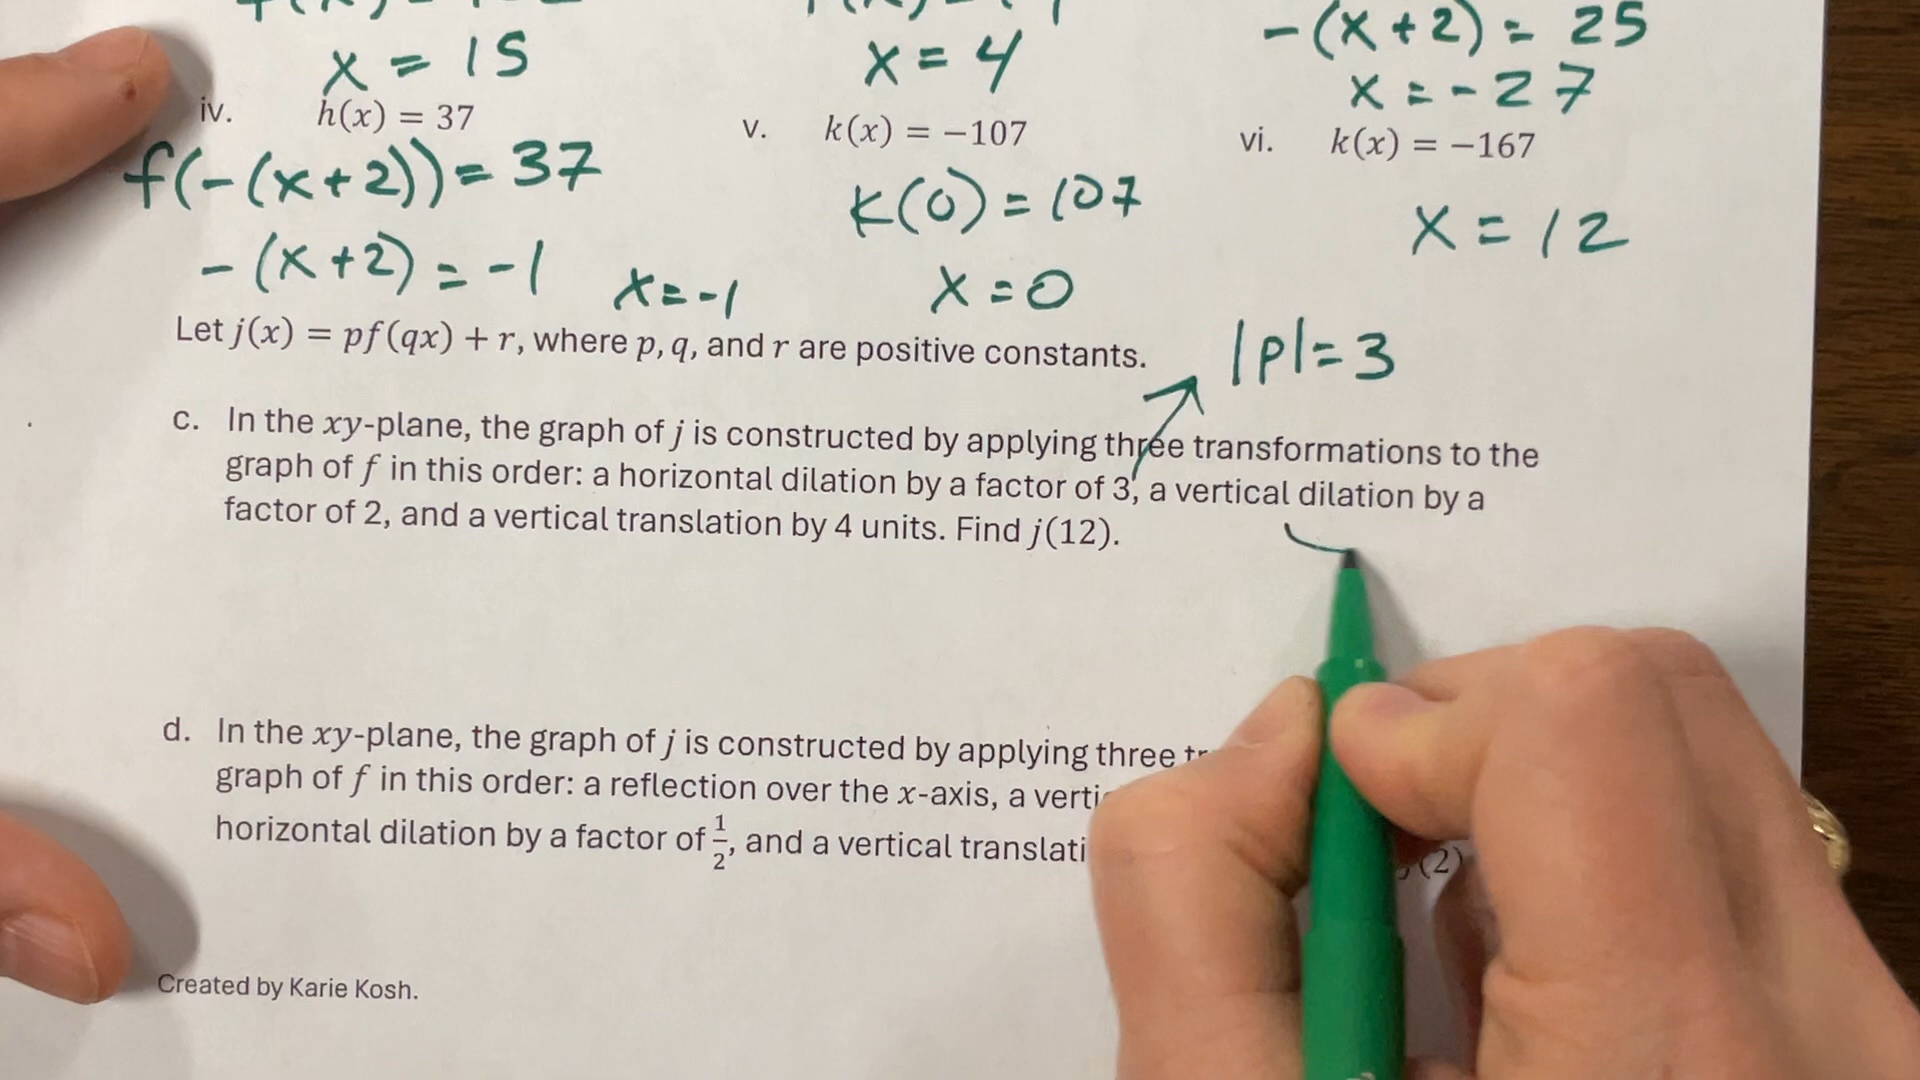 x = 15
x = 4
-(x+2) = 25
x = -27
iv. h(x) = 37
v. k(x) = −107
vi. k(x) = −167
f(-(x+2)) = 37
k(0) = 107
x = 12
-(x+2) = -1
x = -1
x = 0
Let j(x) = pf(qx) + r, where p, q, and r are positive constants.
|p| = 3
c. In the xy-plane, the graph of j is constructed by applying three transformations to the
graph of f in this order: a horizontal dilation by a factor of 3, a vertical dilation by a
factor of 2, and a vertical translation by 4 units. Find j(12).
d. In the xy-plane, the graph of j is constructed by applying three
graph of f in this order: a reflection over the x-axis, a
horizontal dilation by a factor of 1/2, and a vertical
(2)
Created by Karie Kosh.